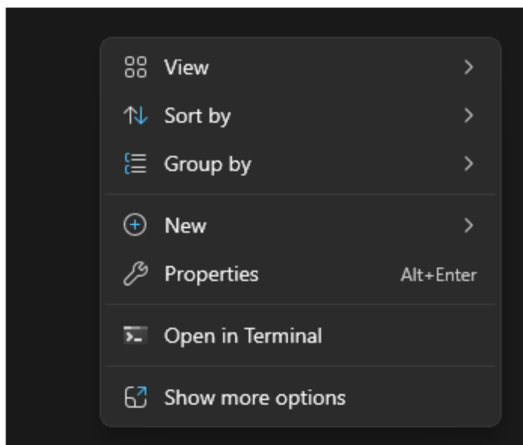 View
Sort by
Group by
New
Properties Alt+Enter
Open in Terminal
Show more options